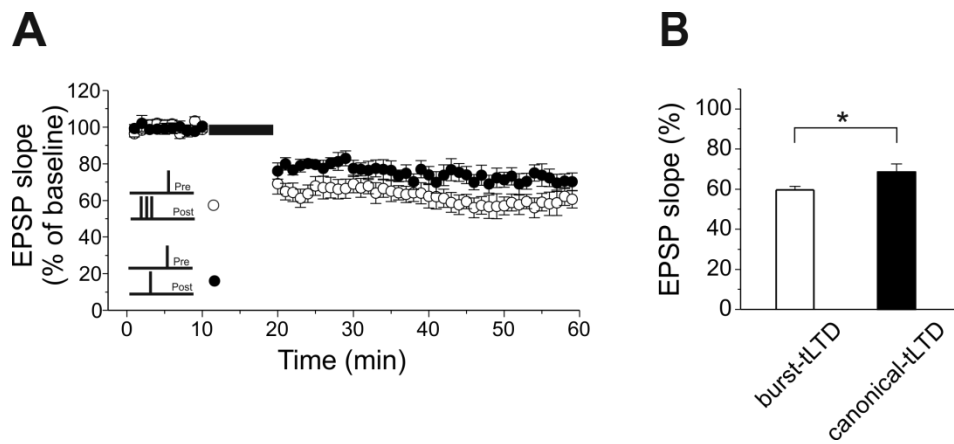 A
EPSP slope
(% of baseline)
120
100
80
60
40
20
0
Pre
Post
Pre
Post
0
10
20
30
40
50
60
Time (min)
B
EPSP slope (%)
100
80
60
40
20
0
*
burst-tLTD
canonical-tLTD